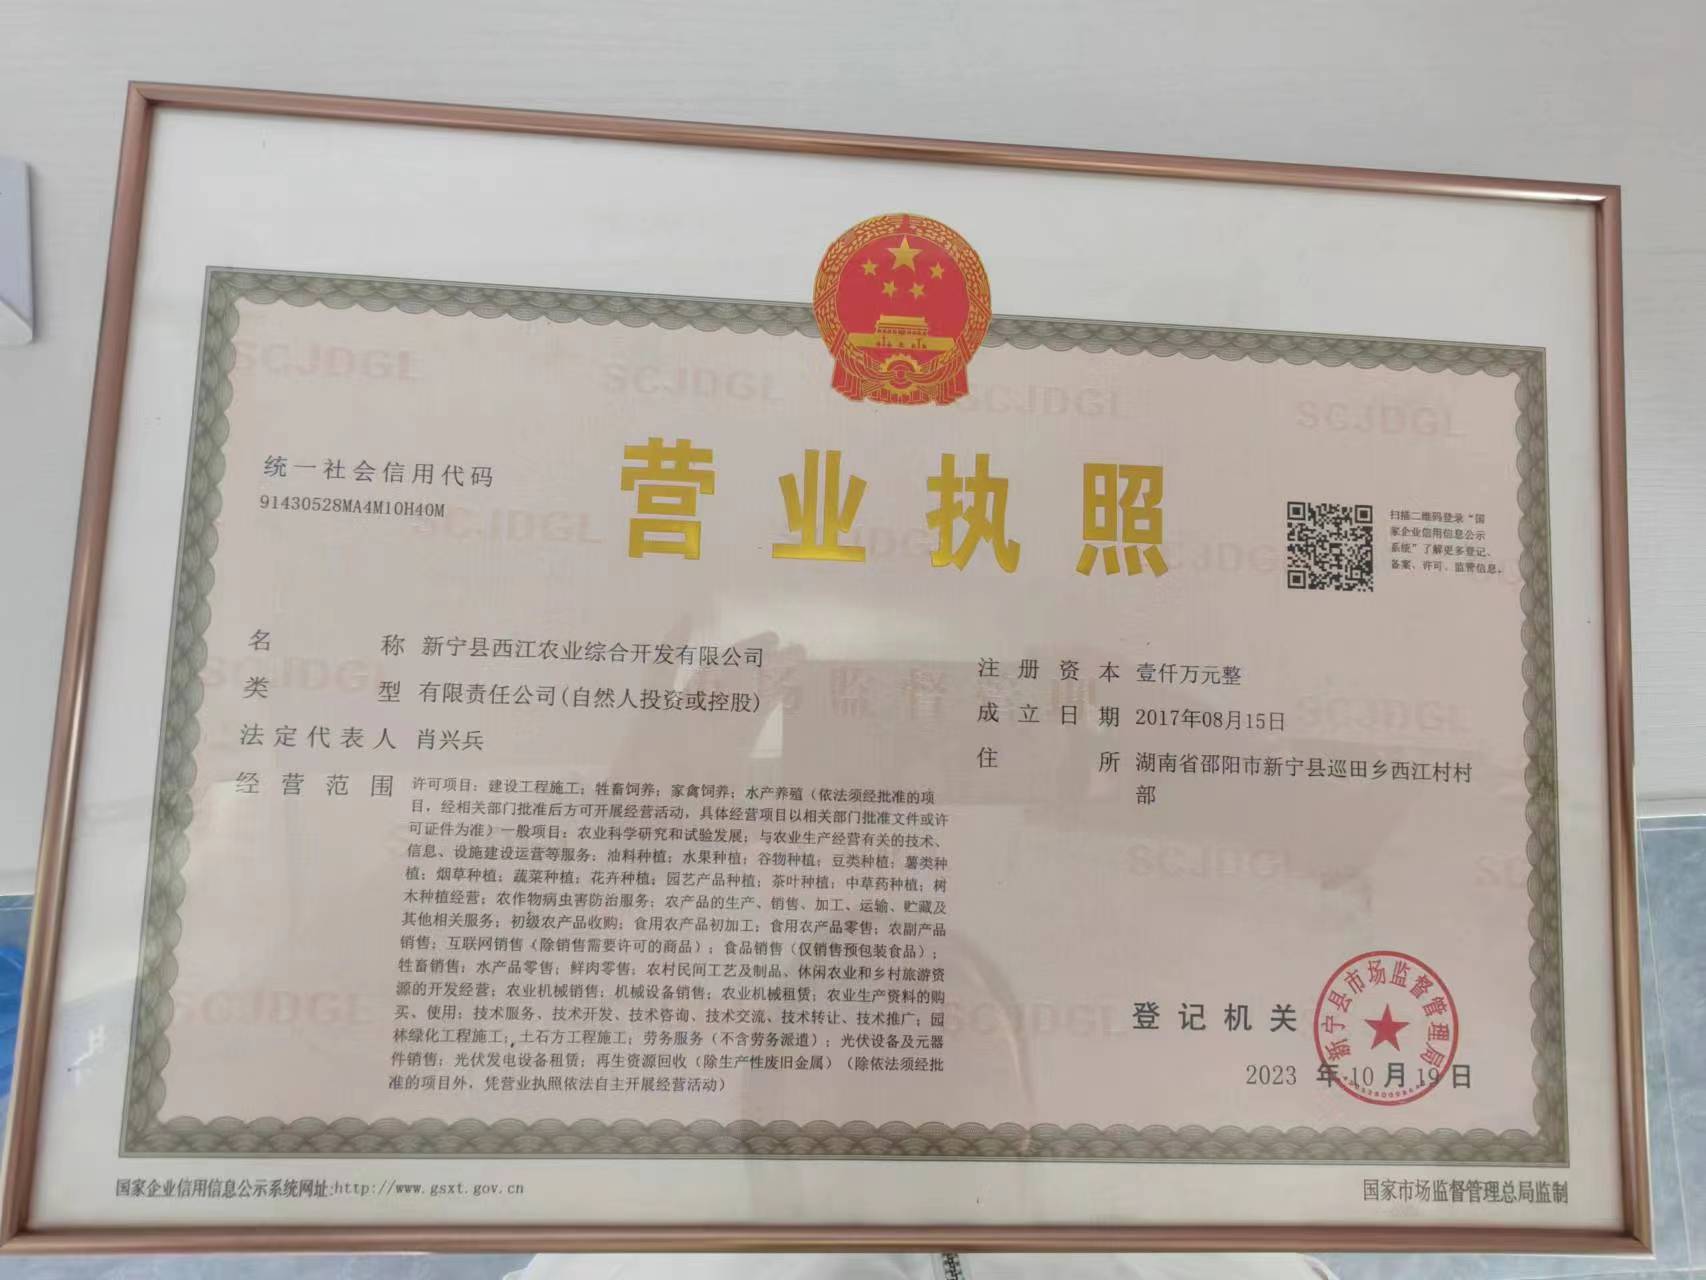 营业执照
统一社会信用代码
91430528MA4M10H40M
扫描二维码登录“国
家企业信用信息公示
系统”了解更多登记、
备案、许可、监管信息。
名称 新宁县西江农业综合开发有限公司
类型 有限责任公司(自然人投资或控股)
法定代表人 肖兴兵
经营范围 许可项目：建设工程施工；牲畜饲养；家禽饲养；水产养殖（依法须经批准的项
目，经相关部门批准后方可开展经营活动，具体经营项目以相关部门批准文件或许
可证件为准）一般项目：农业科学研究和试验发展；与农业生产经营有关的技术、
信息、设施建设运营等服务；油料种植；水果种植；谷物种植；豆类种植；薯类种
植；烟草种植；蔬菜种植；花卉种植；园艺产品种植；茶叶种植；中草药种植；树
木种植经营；农作物病虫害防治服务；农产品的生产、销售、加工、运输、贮藏及
其他相关服务；初级农产品收购；食用农产品初加工；食用农产品零售；农副产品
销售；互联网销售（除销售需要许可的商品）；食品销售（仅销售预包装食品）；
牲畜销售；水产品零售；鲜肉零售；农村民间工艺及制品、休闲农业和乡村旅游资
源的开发经营；农业机械销售；机械设备销售；农业机械租赁；农业生产资料的购
买、使用；技术服务、技术开发、技术咨询、技术交流、技术转让、技术推广；园
林绿化工程施工；土石方工程施工；劳务服务（不含劳务派遣）；光伏设备及元器
件销售；光伏发电设备租赁；再生资源回收（除生产性废旧金属）（除依法须经批
准的项目外，凭营业执照依法自主开展经营活动）
注册资本 壹仟万元整
成立日期 2017年08月15日
住所 湖南省邵阳市新宁县巡田乡西江村村
部
登记机关
新宁县市场监督管理局
2023 年 10 月 19 日
国家企业信用信息公示系统网址:http://www.gsxt.gov.cn
国家市场监督管理总局监制